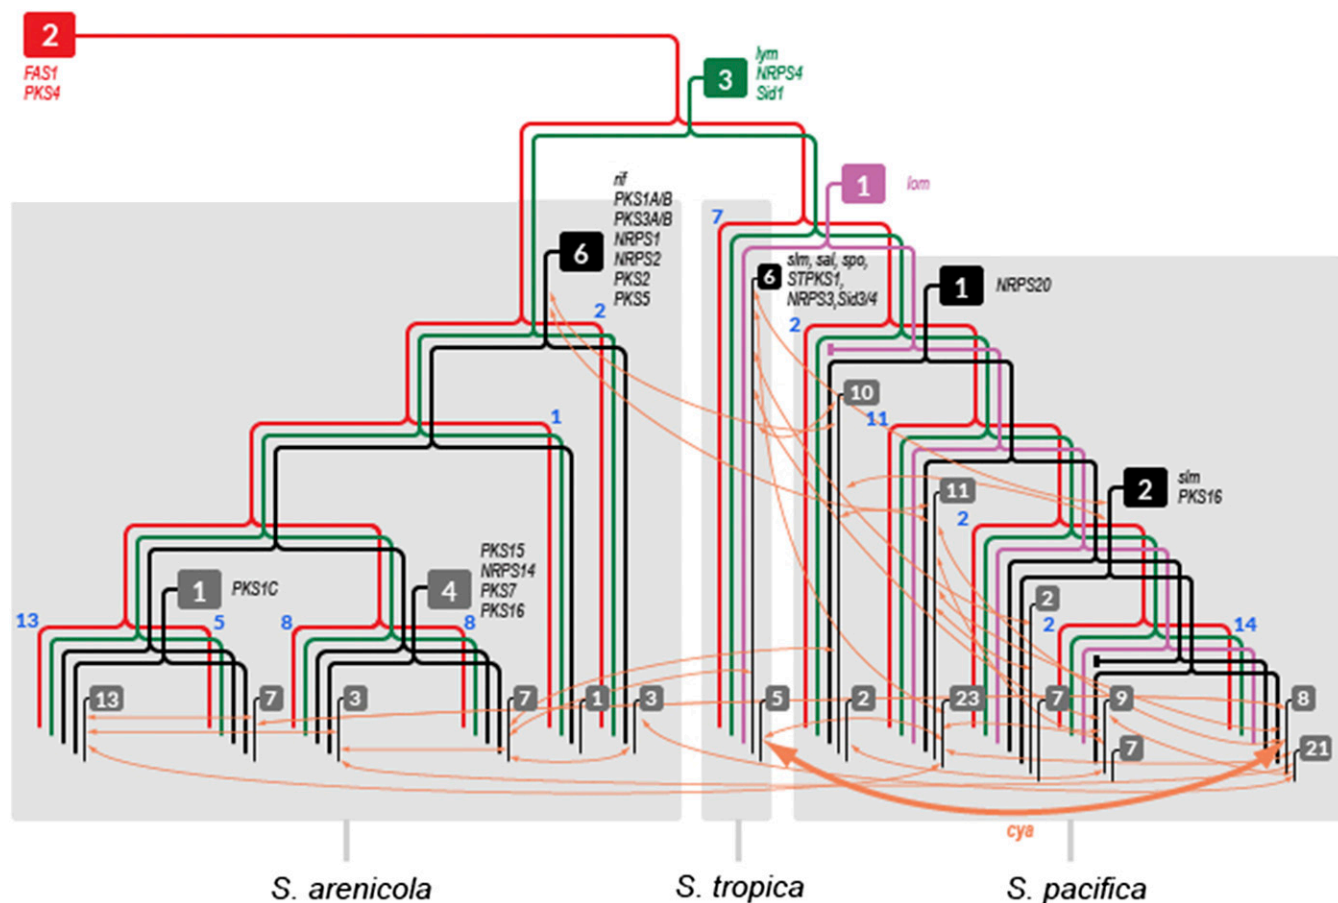 2
FAS1
PKS4
3
lym
NRPS4
Sid1
1
lom
rif
PKS1A/B
PKS3A/B
NRPS1
NRPS2
PKS2
PKS5
6
7
6
slm, sal, spo,
STPKS1,
NRPS3,Sid3/4
1
NRPS20
2
2
10
1
11
11
2
slm
PKS16
2
PKS15
NRPS14
PKS7
PKS16
1
PKS1C
4
2
13
5
8
8
2
14
13
7
3
7
1
3
5
2
23
7
9
8
7
21
cya
S. arenicola
S. tropica
S. pacifica